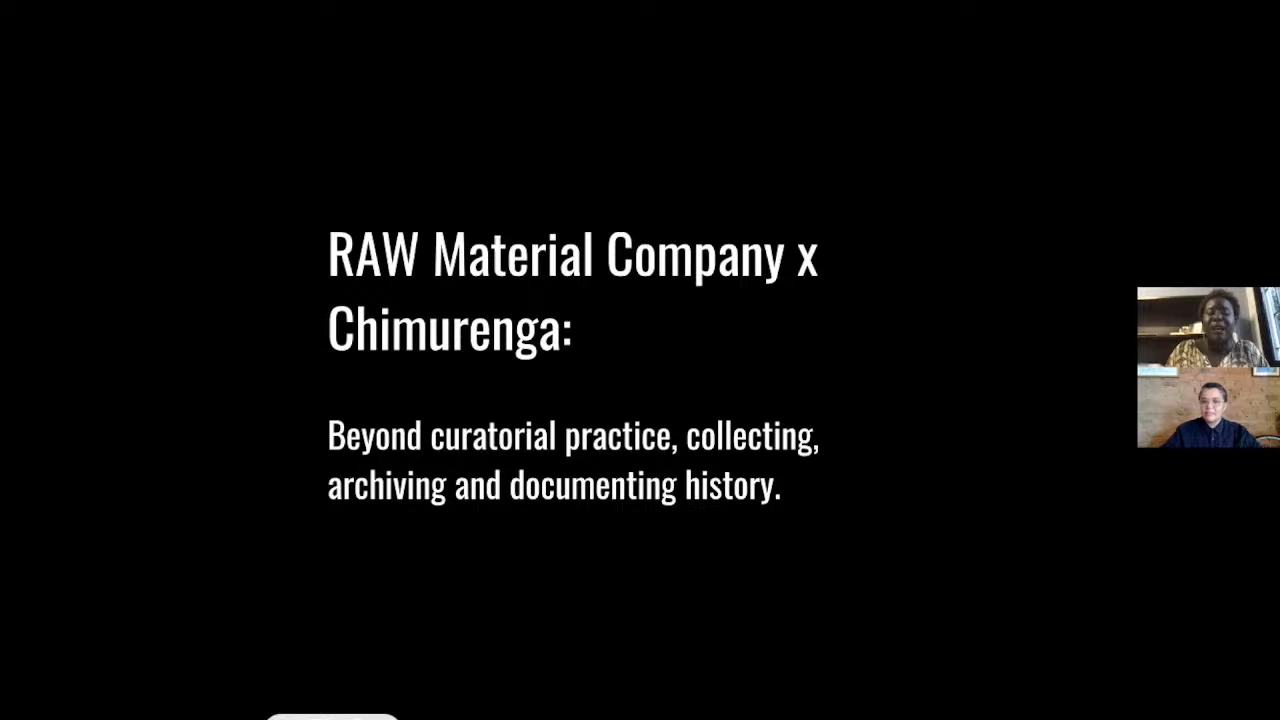 RAW Material Company x
Chimurenga:
Beyond curatorial practice, collecting,
archiving and documenting history.